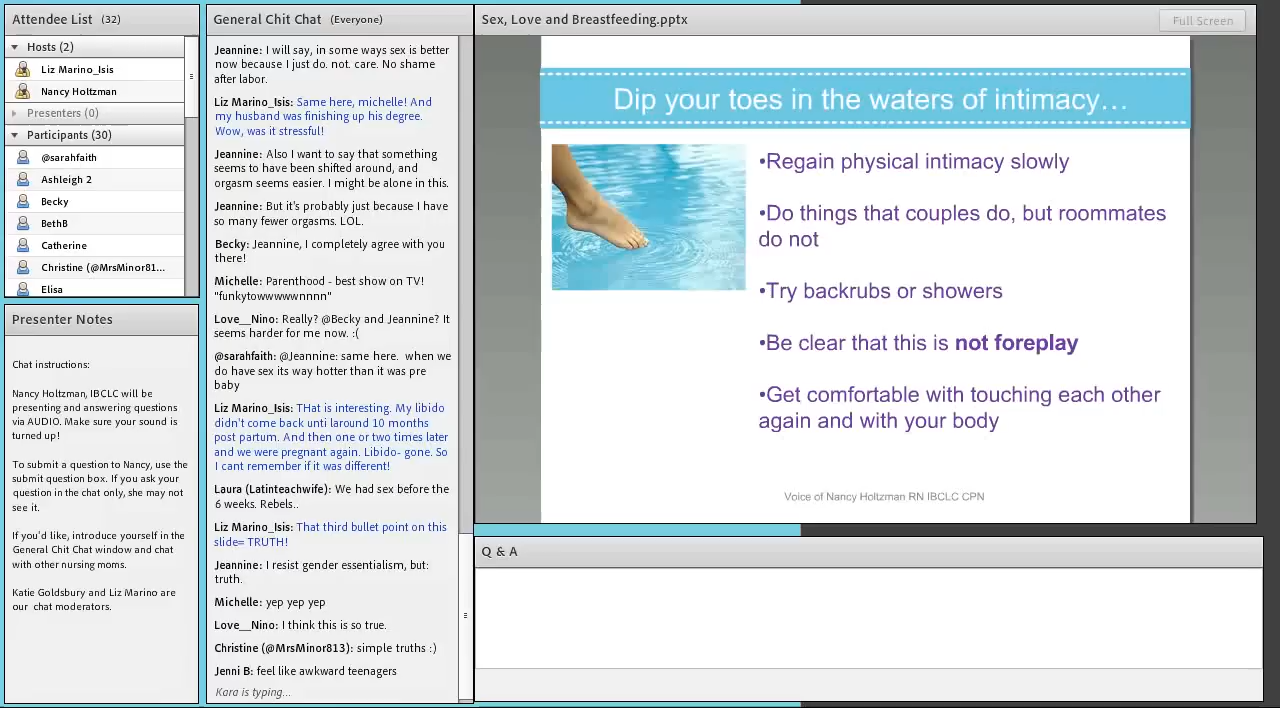 Attendee List (32)
Hosts (2)
Liz Marino_Isis
Nancy Holtzman
Presenters (0)
Participants (30)
@sarahfaith
Ashleigh 2
Becky
BethB
Catherine
Christine (@MrsMinor81...
Elisa
Presenter Notes
Chat instructions:
Nancy Holtzman, IBCLC will be
presenting and answering questions
via AUDIO. Make sure your sound is
turned up!
To submit a question to Nancy, use the
submit question box. If you ask your
question in the chat only, she may not
see it.
If you'd like, introduce yourself in the
General Chit Chat window and chat
with other nursing moms.
Katie Goldsbury and Liz Marino are
our chat moderators.
General Chit Chat (Everyone)
Jeannine: I will say, in some ways sex is better
now because I just do. not. care. No shame
after labor.
Liz Marino_Isis: Same here, michelle! And
my husband was finishing up his degree.
Wow, was it stressful!
Jeannine: Also I want to say that something
seems to have been shifted around, and
orgasm seems easier. I might be alone in this.
Jeannine: But it's probably just because I have
so many fewer orgasms. LOL.
Becky: Jeannine, I completely agree with you
there!
Michelle: Parenthood - best show on TV!
"funkytowwwwwnnnn"
Love__Nino: Really? @Becky and Jeannine? It
seems harder for me now. :(
@sarahfaith: @Jeannine: same here. when we
do have sex its way hotter than it was pre
baby
Liz Marino_Isis: THat is interesting. My libido
didn't come back unti laround 10 months
post partum. And then one or two times later
and we were pregnant again. Libido- gone. So
I cant remember if it was different!
Laura (Latinteachwife): We had sex before the
6 weeks. Rebels..
Liz Marino_Isis: That third bullet point on this
slide= TRUTH!
Jeannine: I resist gender essentialism, but:
truth.
Michelle: yep yep yep
Love__Nino: I think this is so true.
Christine (@MrsMinor813): simple truths :)
Jenni B: feel like awkward teenagers
Kara is typing...
Sex, Love and Breastfeeding.pptx
Full Screen
Dip your toes in the waters of intimacy…
•Regain physical intimacy slowly
•Do things that couples do, but roommates
do not
•Try backrubs or showers
•Be clear that this is not foreplay
•Get comfortable with touching each other
again and with your body
Voice of Nancy Holtzman RN IBCLC CPN
Q & A